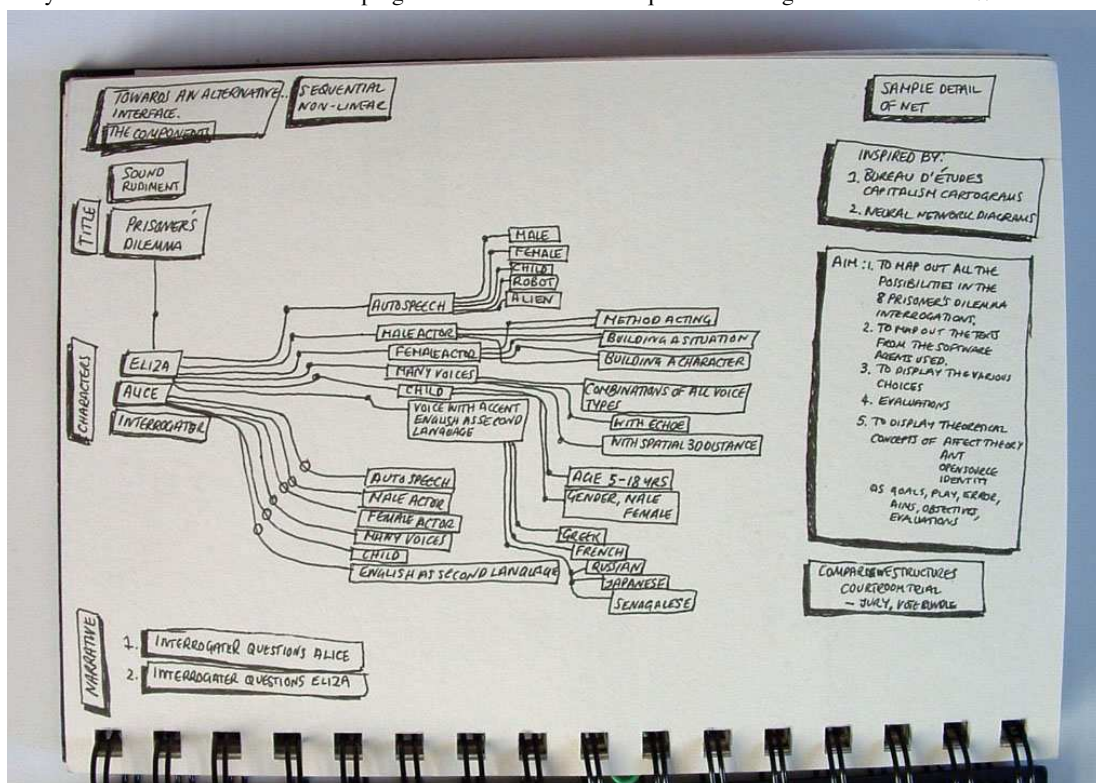 TOWARDS AN ALTERNATIVE..
INTERFACE.
THE COMPONENTS
SEQUENTIAL
NON-LINEAR
SAMPLE DETAIL
OF NET
SOUND
RUDIMENT
TITLE
PRISONER'S
DILEMMA
INSPIRED BY:
1. BUREAU D'ÉTUDES
CAPITALISM CARTOGRAMS
2. NEURAL NETWORK DIAGRAMS
AIM: 1. TO MAP OUT ALL THE
POSSIBILITIES IN THE
8 PRISONER'S DILEMMA
INTERROGATIONS,
2. TO MAP OUT THE TEXTS
FROM THE SOFTWARE
AGENTS USED.
3. TO DISPLAY THE VARIOUS
CHOICES
4. EVALUATIONS
5. TO DISPLAY THEORETICAL
CONCEPTS OF AFFECT THEORY
ANT
OPENSOURCE
IDENTITY
AS GOALS, PLAY, ERROR,
AIMS, OBJECTIVES,
EVALUATIONS
STRUCTURES
COURTROOM TRIAL
– JURY, VOTE
CHARACTERS
ELIZA
ALICE
INTERROGATOR
AUTOSPEECH
MALE
FEMALE
CHILD
ROBOT
ALIEN
MALE ACTOR
FEMALE ACTOR
METHOD ACTING
BUILDING A SITUATION
BUILDING A CHARACTER
MANY VOICES
COMBINATIONS OF ALL VOICE
TYPES
WITH ECHOE
WITH SPATIAL 3D DISTANCE
CHILD
AGE 5-18 YRS
GENDER, MALE
FEMALE
VOICE WITH ACCENT
ENGLISH AS SECOND
LANGUAGE
GREEK
FRENCH
RUSSIAN
JAPANESE
SENAGALESE
AUTO SPEECH
MALE ACTOR
FEMALE ACTOR
MANY VOICES
CHILD
ENGLISH AS SECOND LANGUAGE
NARRATIVE
1. INTERROGATER QUESTIONS ALICE
2. INTERROGATER QUESTIONS ELIZA